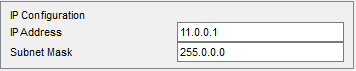 IP Configuration
IP Address 11.0.0.1
Subnet Mask 255.0.0.0